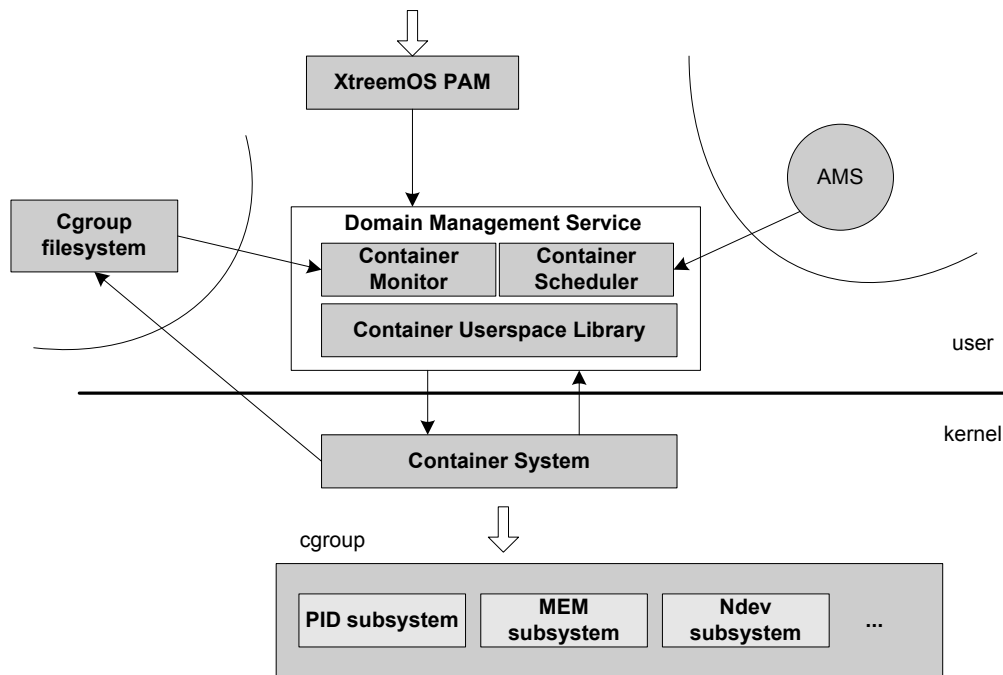 XtreemOS PAM
AMS
Domain Management Service
Cgroup
filesystem
Container
Monitor
Container
Scheduler
Container Userspace Library
user
kernel
Container System
cgroup
PID subsystem
MEM
subsystem
Ndev
subsystem
...